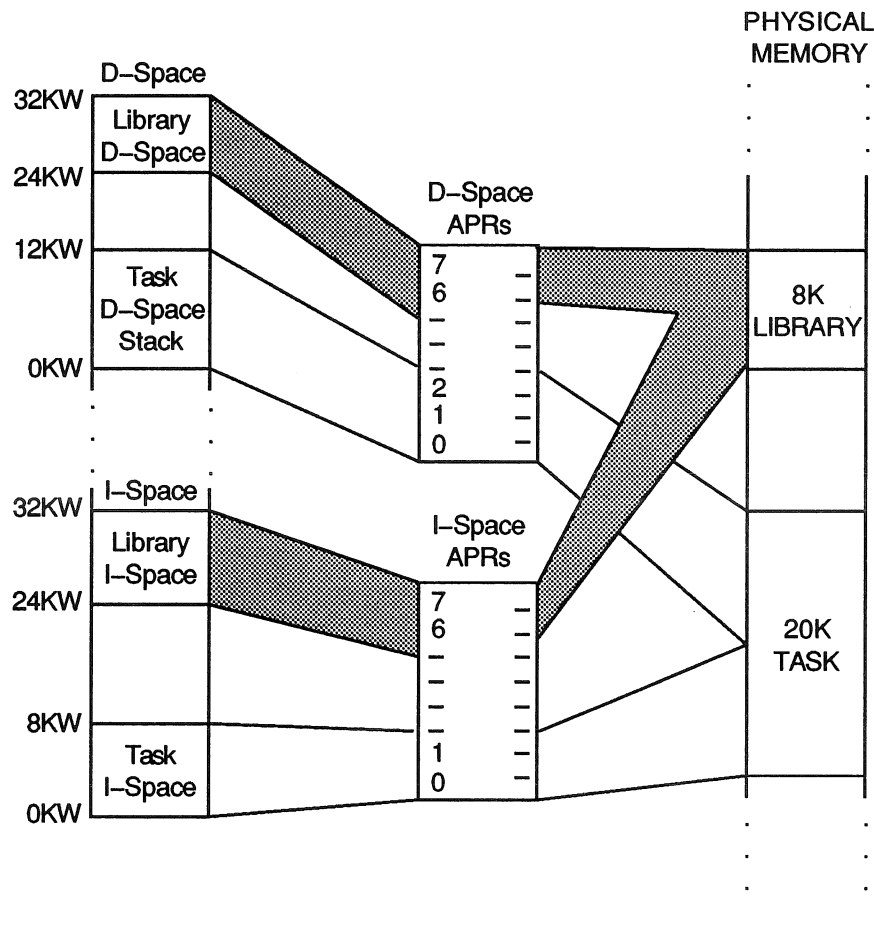 PHYSICAL
MEMORY
D–Space
32KW
Library
D–Space
24KW
12KW
Task
D–Space
Stack
0KW
D–Space
APRs
7
6
2
1
0
8K
LIBRARY
I–Space
32KW
Library
I–Space
24KW
8KW
Task
I–Space
0KW
I–Space
APRs
7
6
1
0
20K
TASK